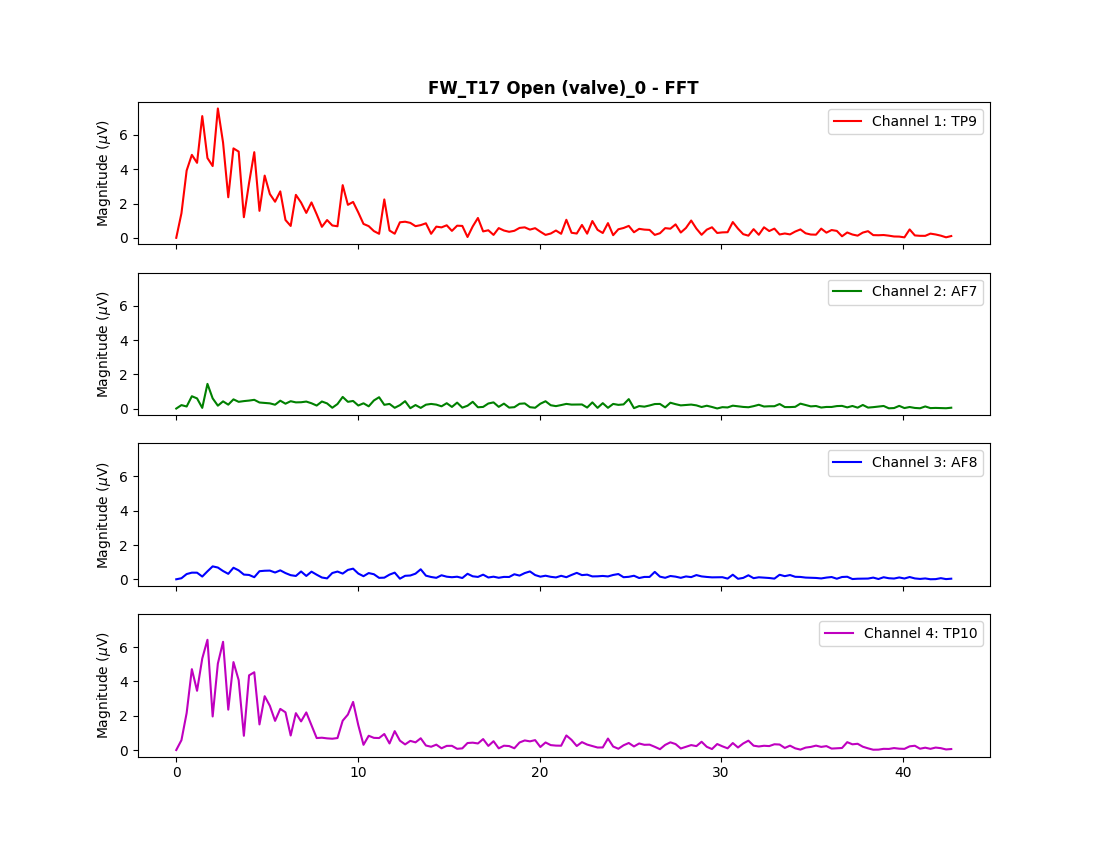 FW_T17 Open (valve)_0 - FFT
Magnitude (μV)
6
4
2
0
Channel 1: TP9
Magnitude (μV)
6
4
2
0
Channel 2: AF7
Magnitude (μV)
6
4
2
0
Channel 3: AF8
Magnitude (μV)
6
4
2
0
Channel 4: TP10
0 10 20 30 40